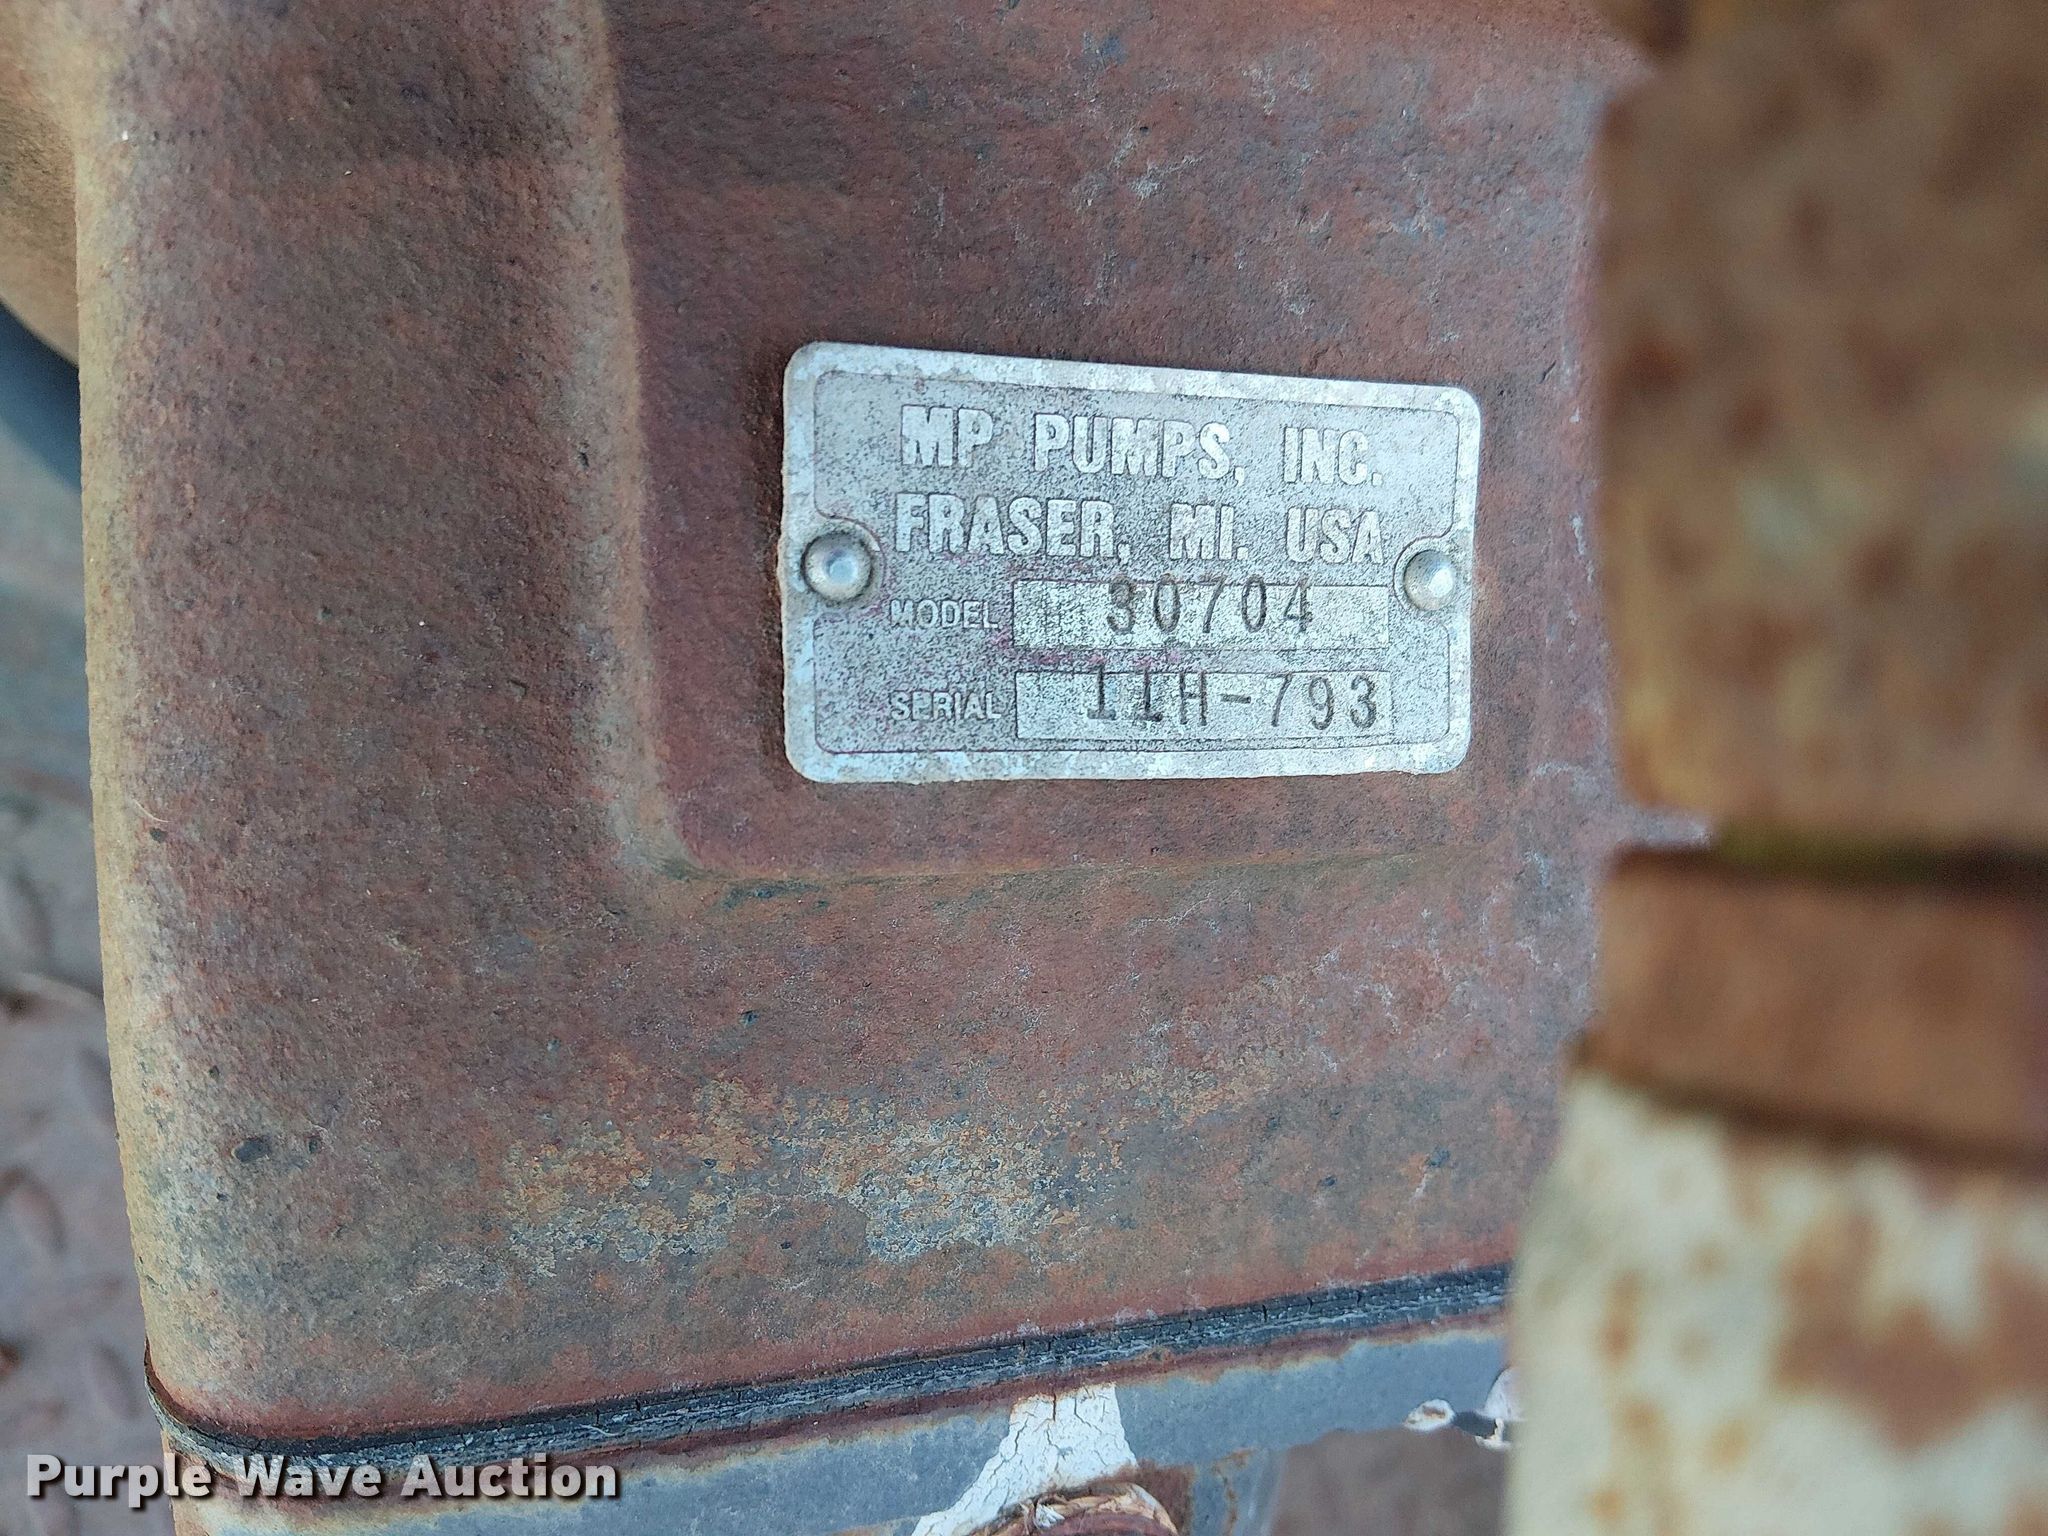 MP PUMPS, INC.
FRASER, MI. USA
MODEL 30704
SERIAL 11H-793
Purple Wave Auction